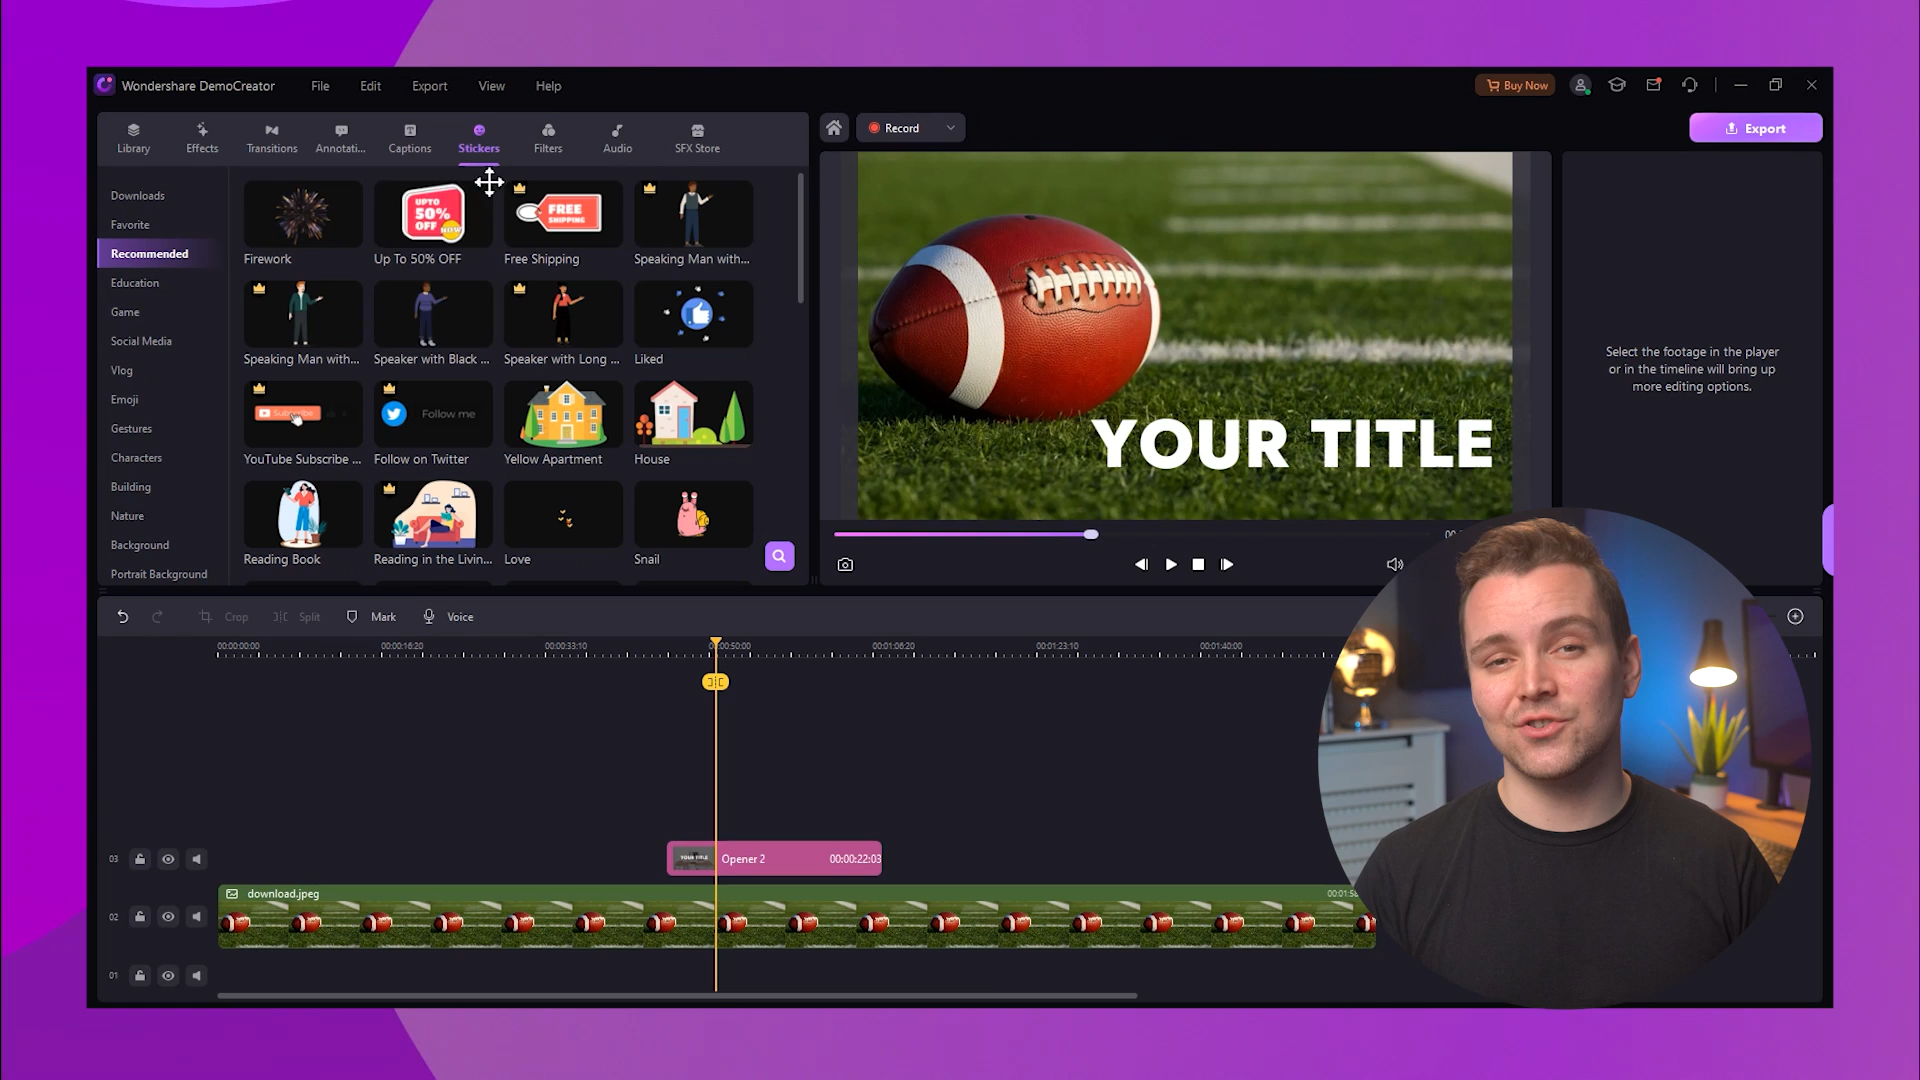 Wondershare DemoCreator File Edit Export View Help Buy Now
Library Effects Transitions Annotati... Captions Stickers Filters Audio SFX Store
Record
Export
Downloads
Favorite
Recommended
Education
Game
Social Media
Vlog
Emoji
Gestures
Characters
Building
Nature
Background
Portrait Background
UPTO
50%
OFF
NOW
FREE
SHIPPING
Firework Up To 50% OFF Free Shipping Speaking Man with...
Speaking Man with... Speaker with Black ... Speaker with Long ... Liked
Subscribe Follow me
YouTube Subscribe ... Follow on Twitter Yellow Apartment House
Reading Book Reading in the Livin... Love Snail
YOUR TITLE
Select the footage in the player
or in the timeline will bring up
more editing options.
Crop Split Mark Voice
00:00:00:00 00:00:16:20 00:00:33:10 00:00:50:00 00:01:06:20 00:01:23:10 00:01:40:00
03 YOUR TITLE Opener 2 00:00:22:03
download.jpeg
02
01